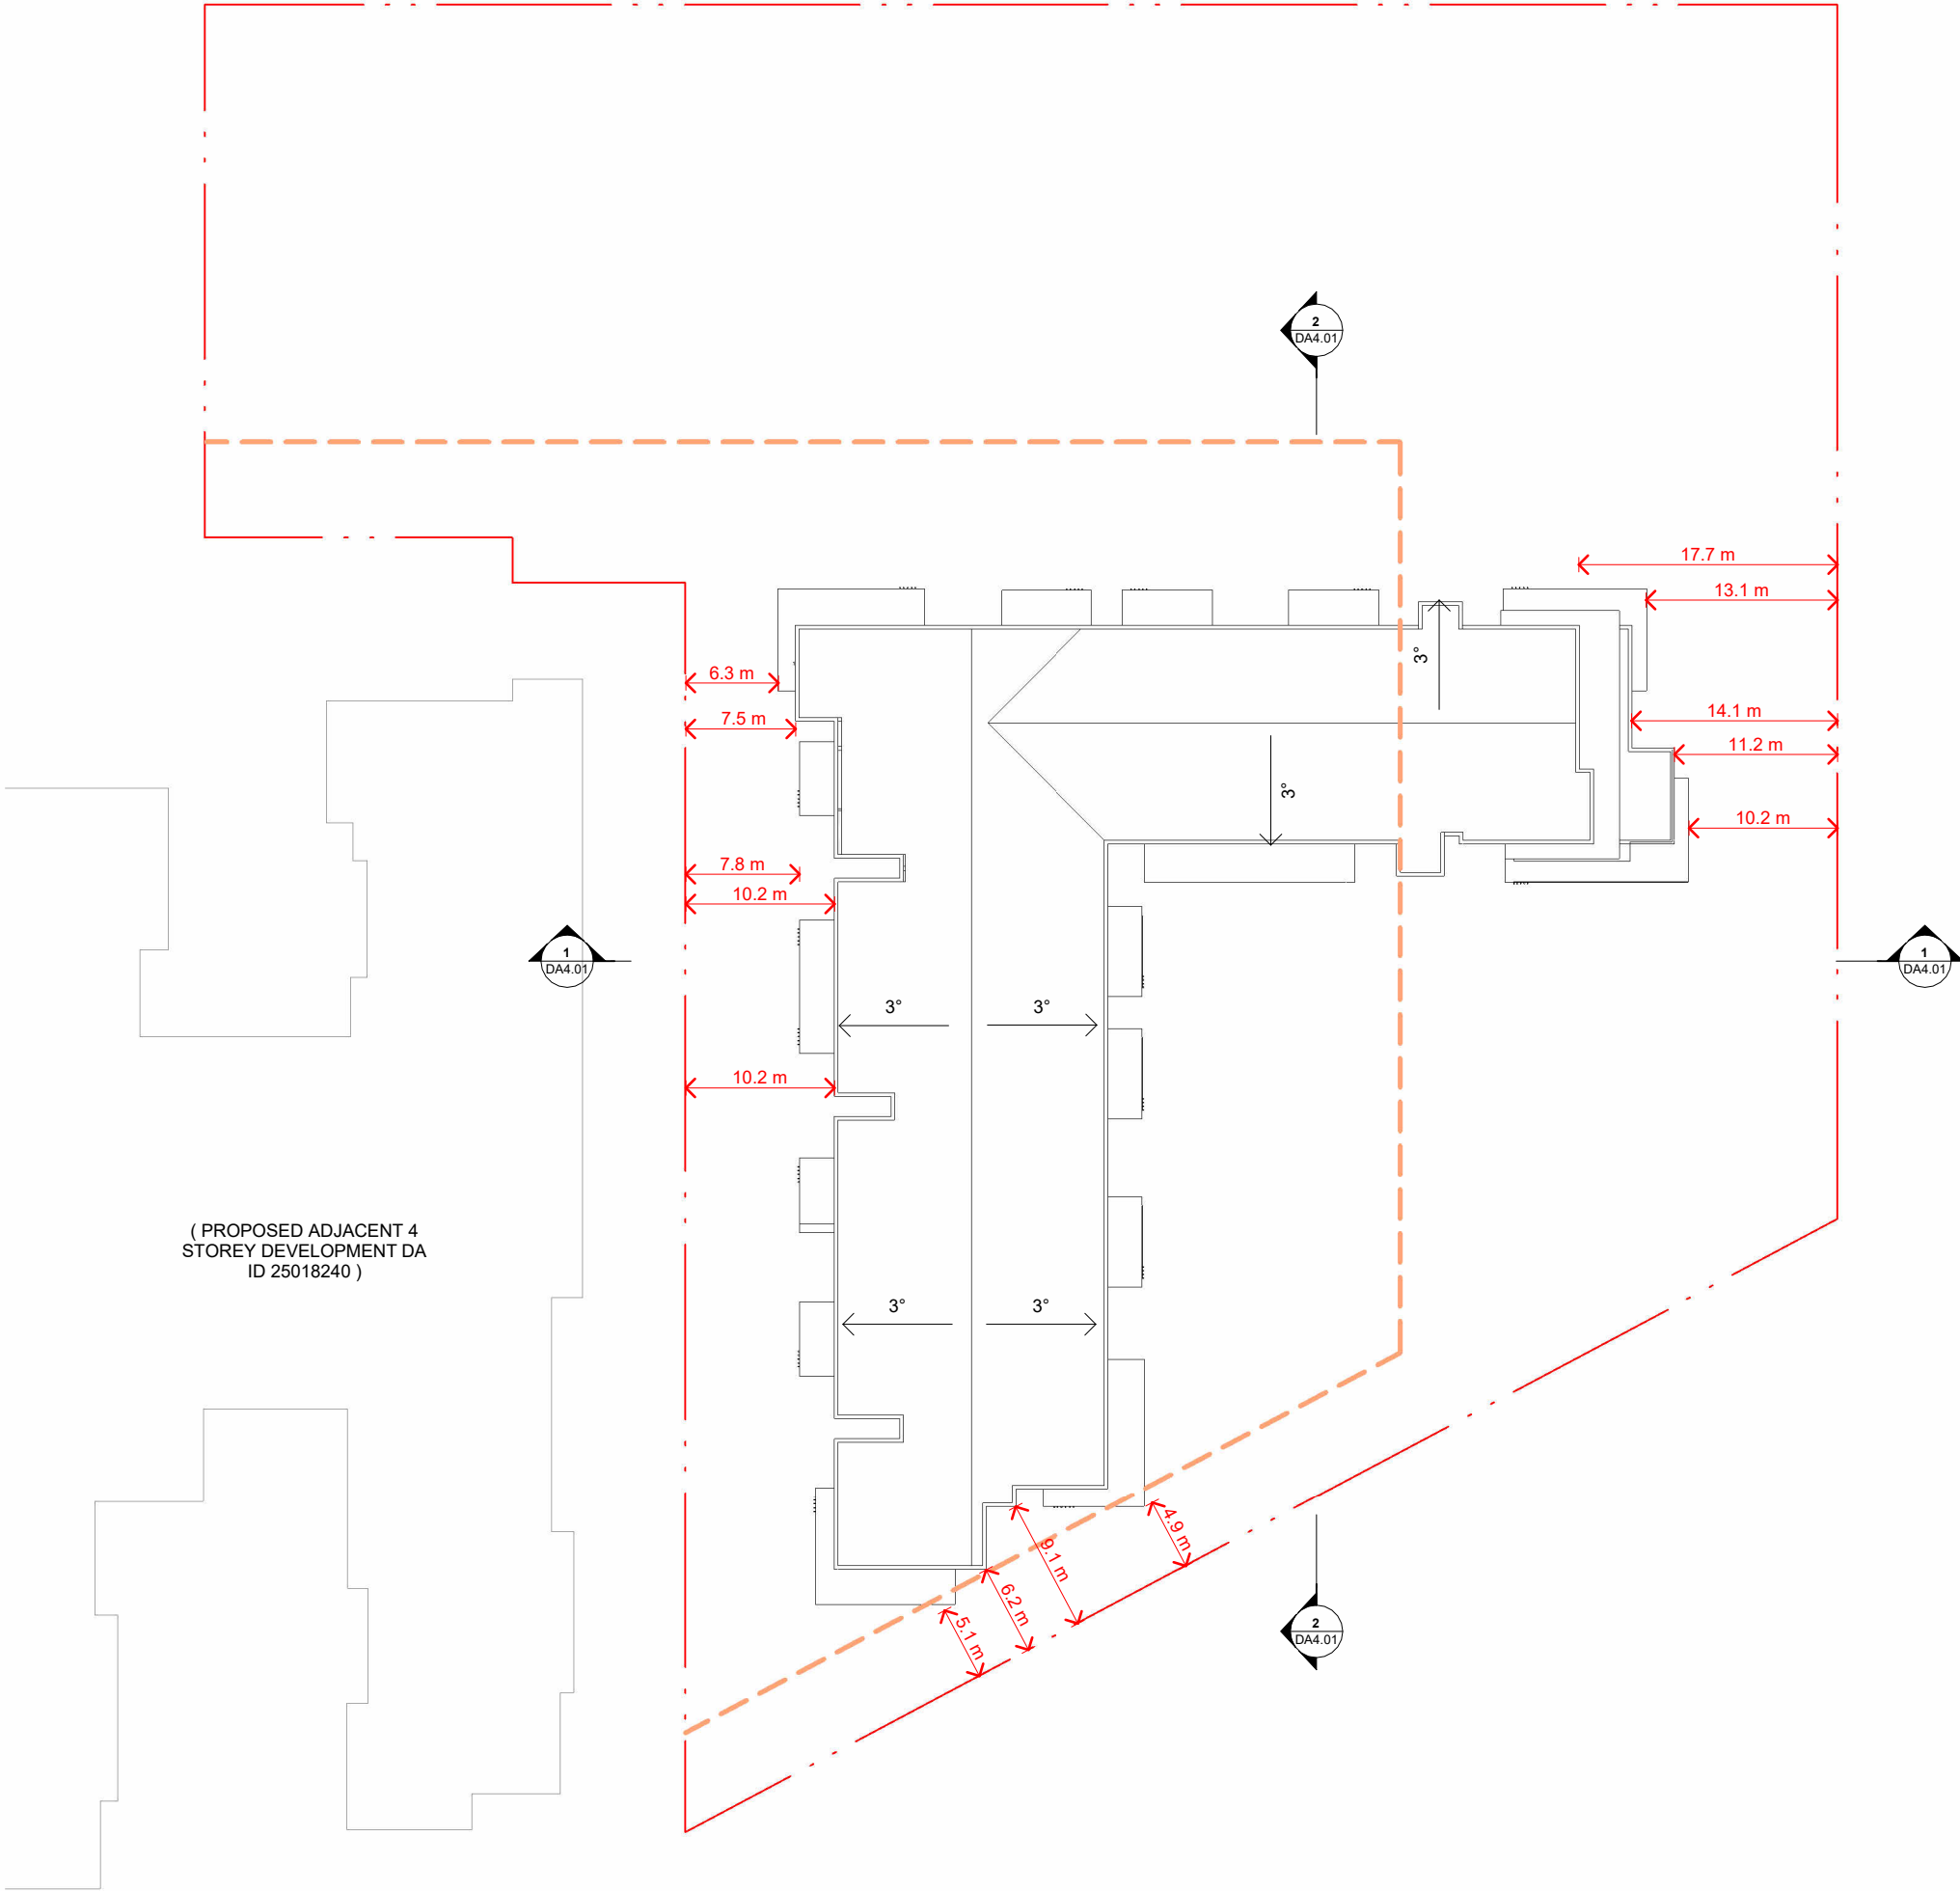 2
DA4.01
17.7 m
13.1 m
3°
6.3 m
7.5 m
14.1 m
11.2 m
3°
10.2 m
7.8 m
10.2 m
1
DA4.01
1
DA4.01
3°
3°
10.2 m
( PROPOSED ADJACENT 4
STOREY DEVELOPMENT DA
ID 25018240 )
3°
3°
4.9 m
9.1 m
6.2 m
5.1 m
2
DA4.01